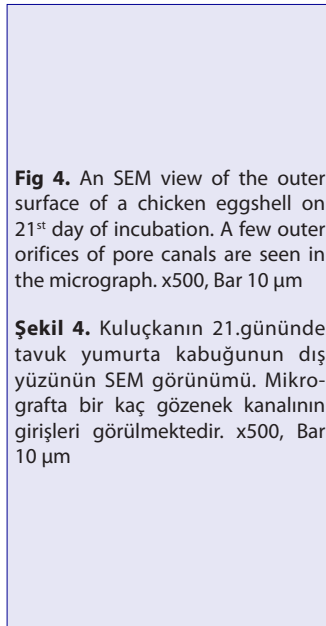 Fig 4. An SEM view of the outer
surface of a chicken eggshell on
21st day of incubation. A few outer
orifices of pore canals are seen in
the micrograph. x500, Bar 10 µm
Şekil 4. Kuluçkanın 21.gününde
tavuk yumurta kabuğunun dış
yüzünün SEM görünümü. Mikro-
grafta bir kaç gözenek kanalının
girişleri görülmektedir. x500, Bar
10 µm